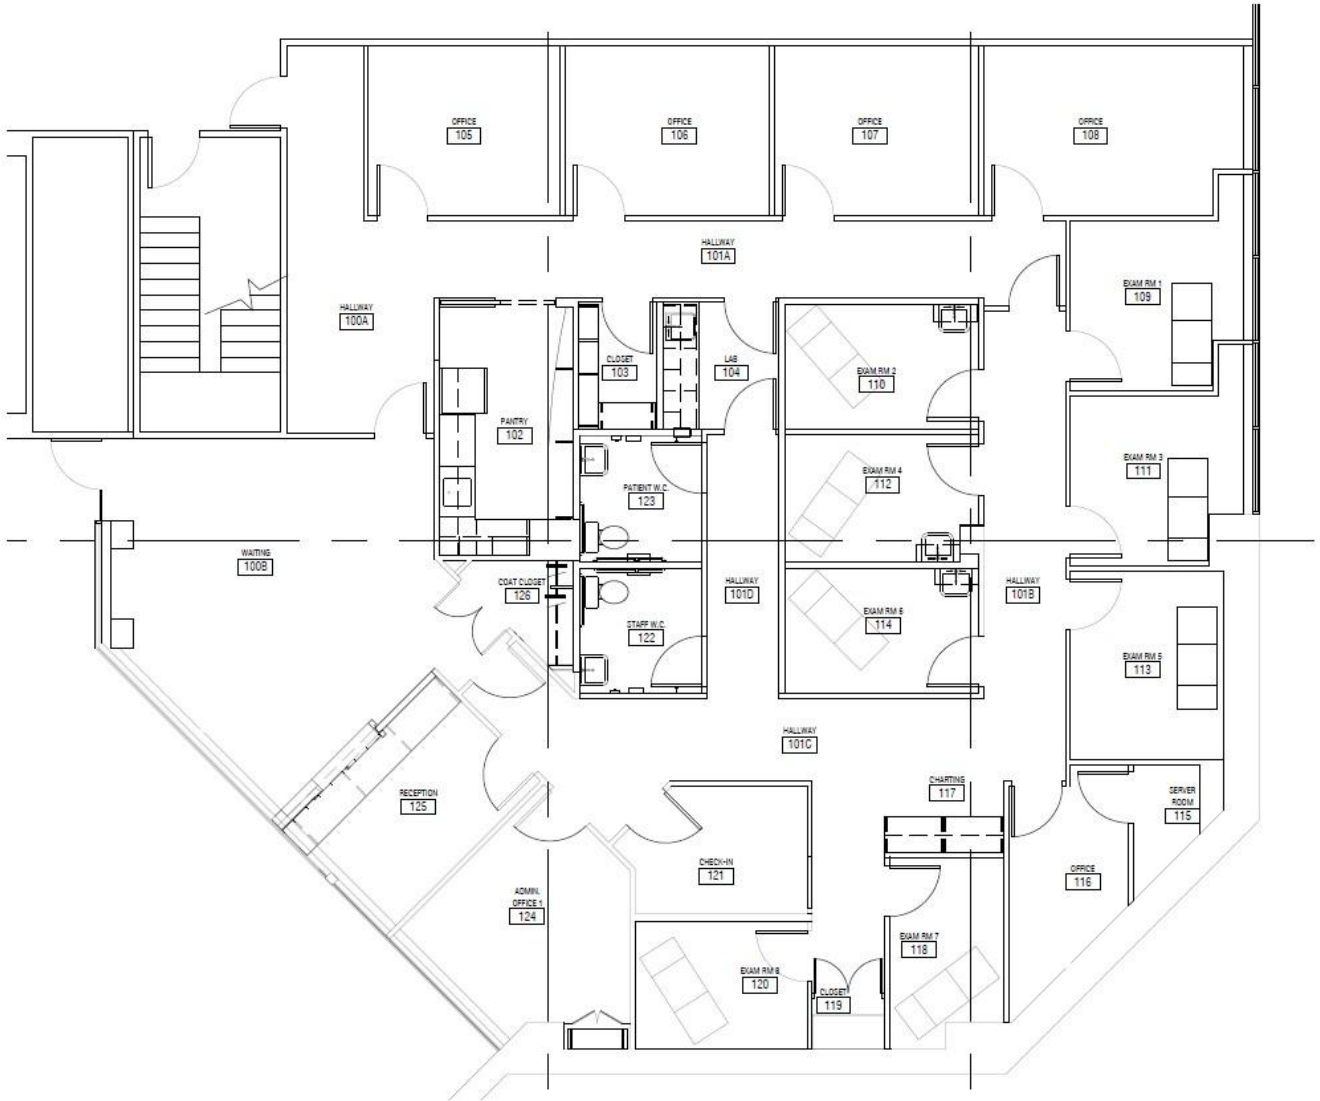 OFFICE
105
OFFICE
106
OFFICE
107
OFFICE
108
HALLWAY
101A
EXAM RM 1
109
HALLWAY
100A
CLOSET
103
LAB
104
EXAM RM 2
110
PANTRY
102
EXAM RM 3
111
EXAM RM 4
112
PATIENT W.C.
123
WAITING
100B
COAT CLOSET
126
HALLWAY
101D
HALLWAY
101B
STAFF W.C.
122
EXAM RM 6
114
EXAM RM 5
113
HALLWAY
101C
RECEPTION
125
CHARTING
117
SERVER
ROOM
115
CHECK-IN
121
OFFICE
116
ADMIN.
OFFICE 1
124
EXAM RM 7
118
EXAM RM 8
120
CLOSET
119